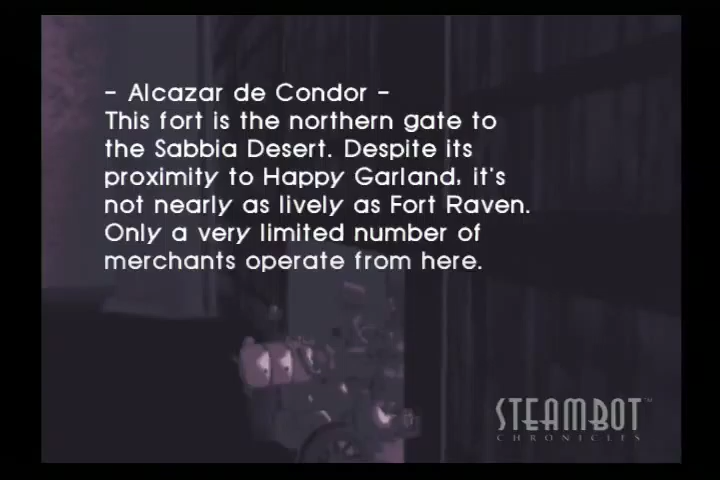 – Alcazar de Condor –
This fort is the northern gate to
the Sabbia Desert. Despite its
proximity to Happy Garland, it's
not nearly as lively as Fort Raven.
Only a very limited number of
merchants operate from here.
STEAMBOT™
CHRONICLES